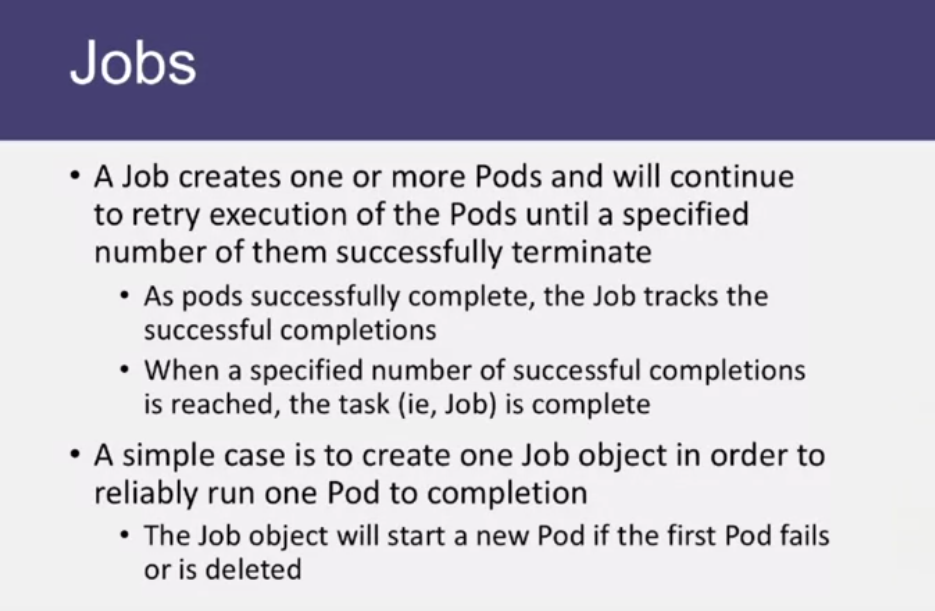 Jobs
• A Job creates one or more Pods and will continue
to retry execution of the Pods until a specified
number of them successfully terminate
• As pods successfully complete, the Job tracks the
successful completions
• When a specified number of successful completions
is reached, the task (ie, Job) is complete
• A simple case is to create one Job object in order to
reliably run one Pod to completion
• The Job object will start a new Pod if the first Pod fails
or is deleted